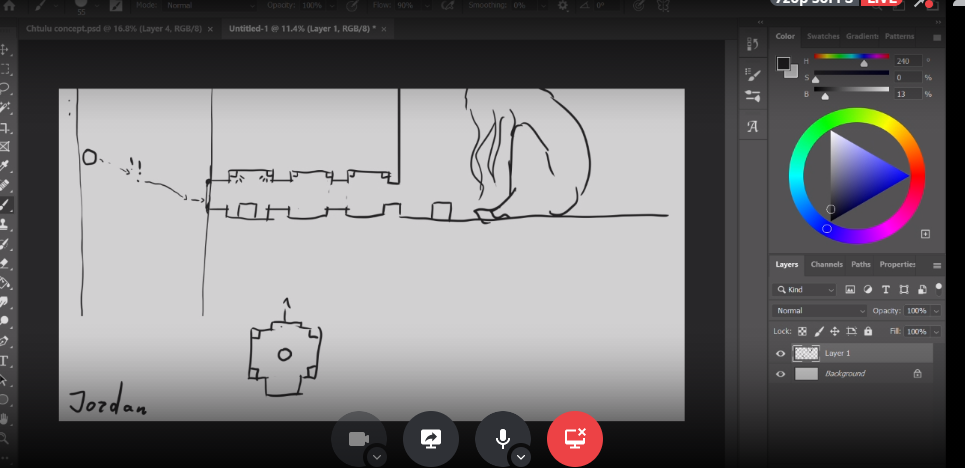 720p 30FPS LIVE
Mode: Normal Opacity: 100% Flow: 90% Smoothing: 0% 0°
Chtulu concept.psd @ 16.8% (Layer 4, RGB/8) × Untitled-1 @ 11.4% (Layer 1, RGB/8) * ×
Color Swatches Gradients Patterns
H 240 °
S 0 %
B 13 %
!!
1
Jordan
Layers Channels Paths Properties
Kind
Normal Opacity: 100%
Lock: Fill: 100%
Layer 1
Background